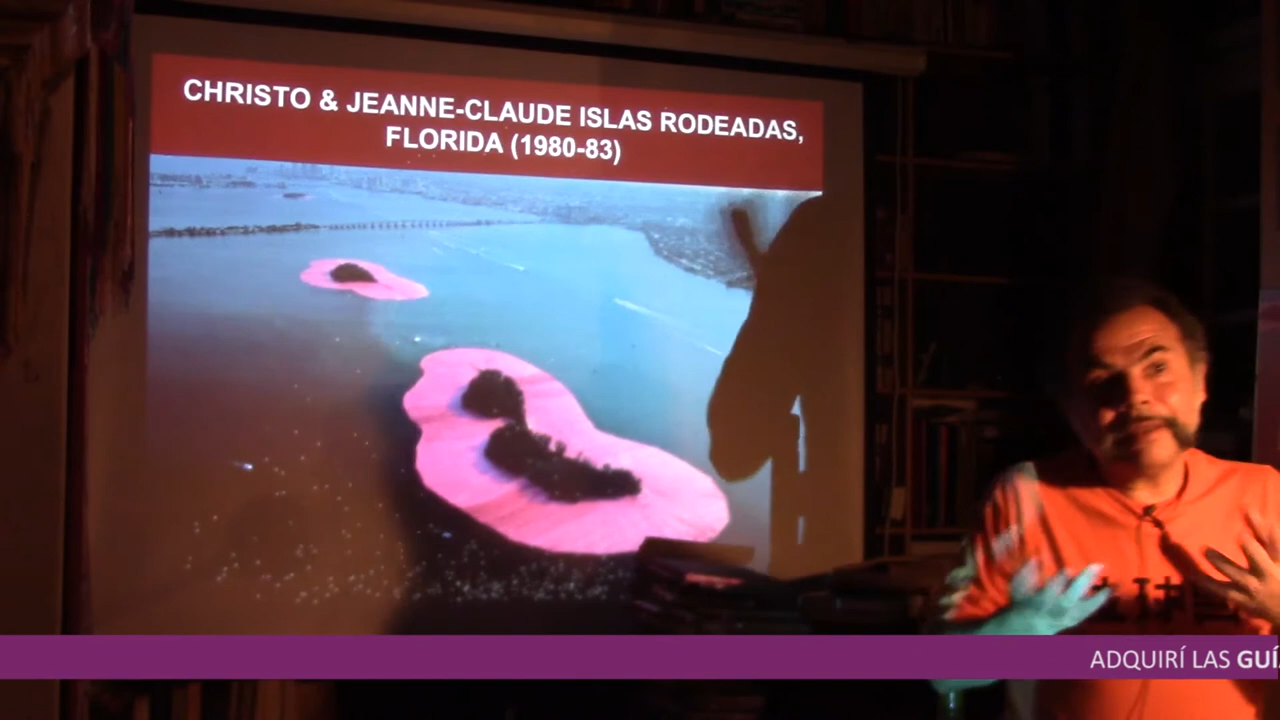 CHRISTO & JEANNE-CLAUDE ISLAS RODEADAS,
FLORIDA (1980-83)
ADQUIRÍ LAS GUÍ